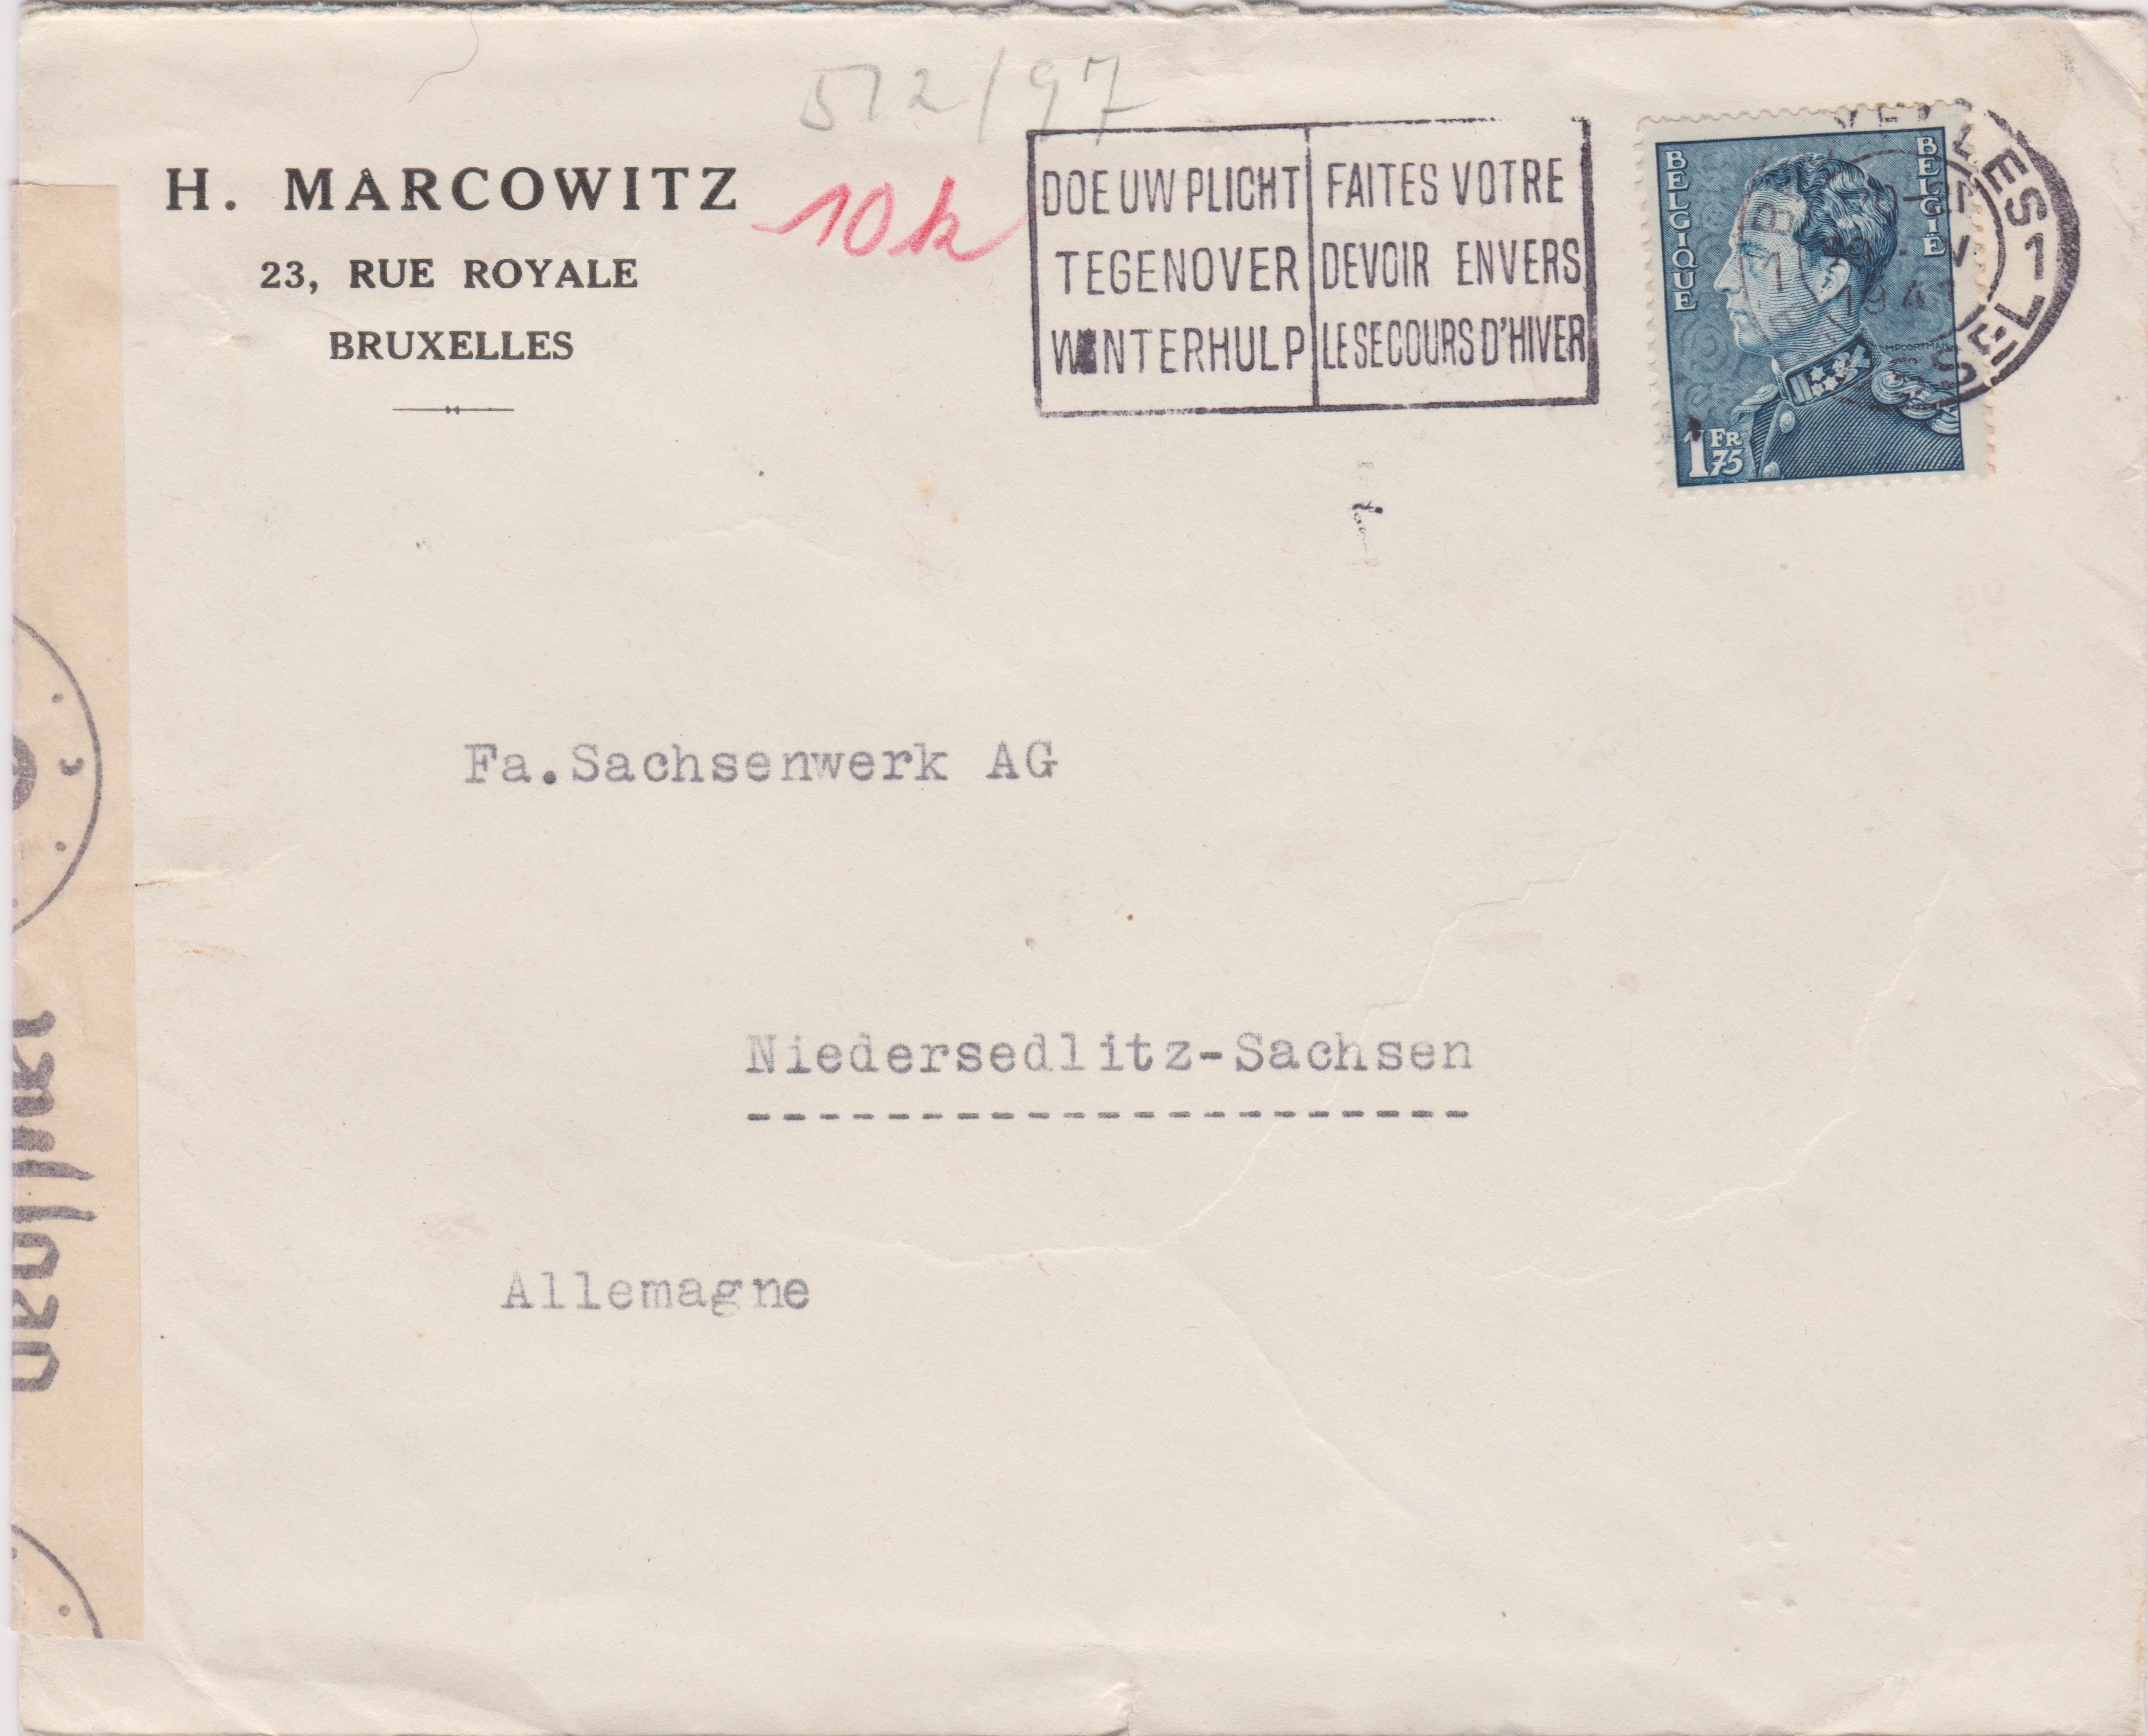 512/97
H. MARCOWITZ
23, RUE ROYALE
BRUXELLES
10 k
DOE UW PLICHT
TEGENOVER
WINTERHULP
FAITES VOTRE
DEVOIR ENVERS
LE SECOURS D'HIVER
BELGIQUE
BELGIË
1 FR 75
Fa.Sachsenwerk AG
Niedersedlitz-Sachsen
Allemagne